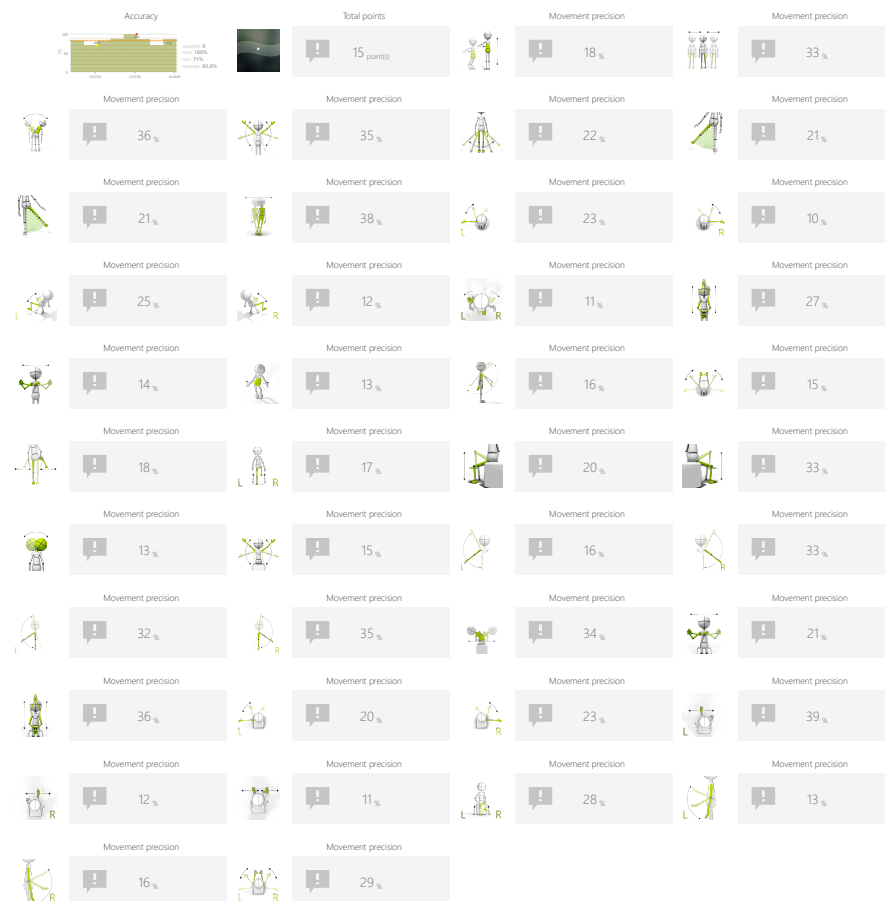 Accuracy
Total points
Movement precision
Movement precision
100
50
0
samples: 8
max: 100%
min: 71%
average: 83.8%
15 point(s)
18 %
33 %
Movement precision
Movement precision
Movement precision
Movement precision
36 %
35 %
22 %
21 %
Movement precision
Movement precision
Movement precision
Movement precision
21 %
38 %
23 %
10 %
L
R
Movement precision
Movement precision
Movement precision
Movement precision
25 %
12 %
11 %
27 %
L
R
L R
Movement precision
Movement precision
Movement precision
Movement precision
14 %
13 %
16 %
15 %
Movement precision
Movement precision
Movement precision
Movement precision
18 %
17 %
20 %
33 %
L R
Movement precision
Movement precision
Movement precision
Movement precision
13 %
15 %
16 %
33 %
L
R
Movement precision
Movement precision
Movement precision
Movement precision
32 %
35 %
34 %
21 %
L
R
Movement precision
Movement precision
Movement precision
Movement precision
36 %
20 %
23 %
39 %
L
R
L
Movement precision
Movement precision
Movement precision
Movement precision
12 %
11 %
28 %
13 %
R
L R
L
Movement precision
Movement precision
16 %
29 %
R
L R